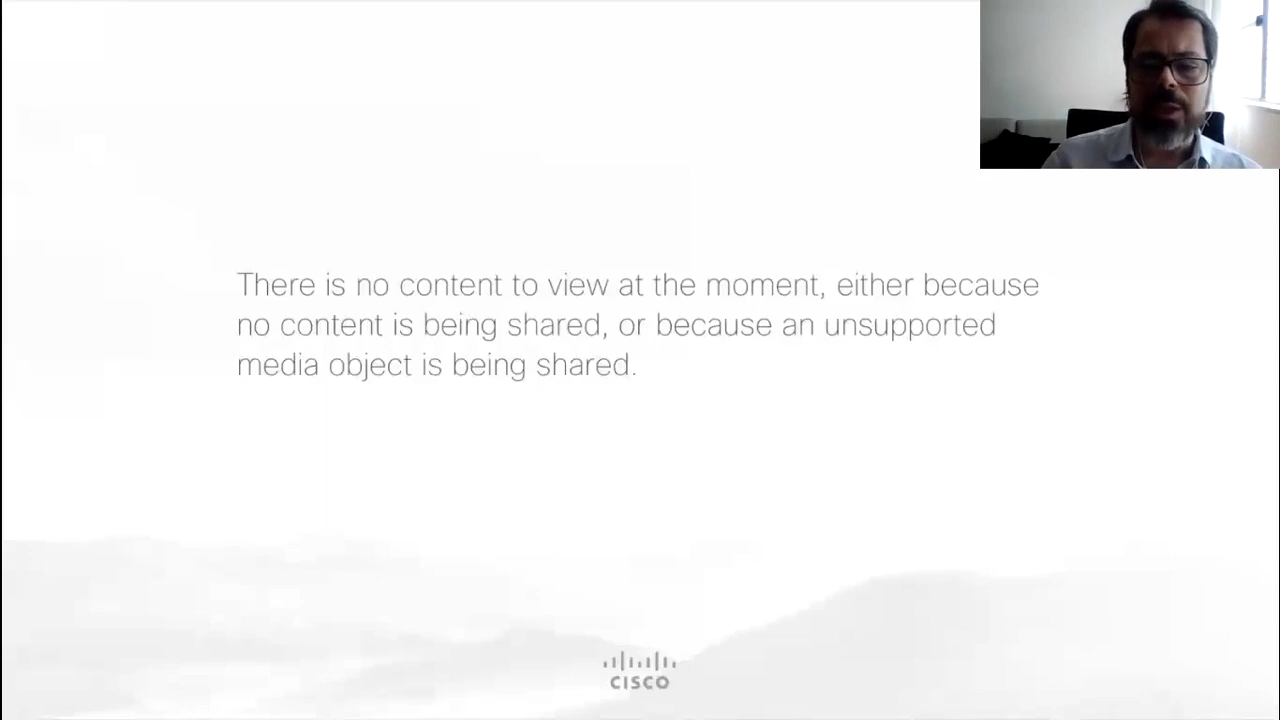 There is no content to view at the moment, either because
no content is being shared, or because an unsupported
media object is being shared.
CISCO